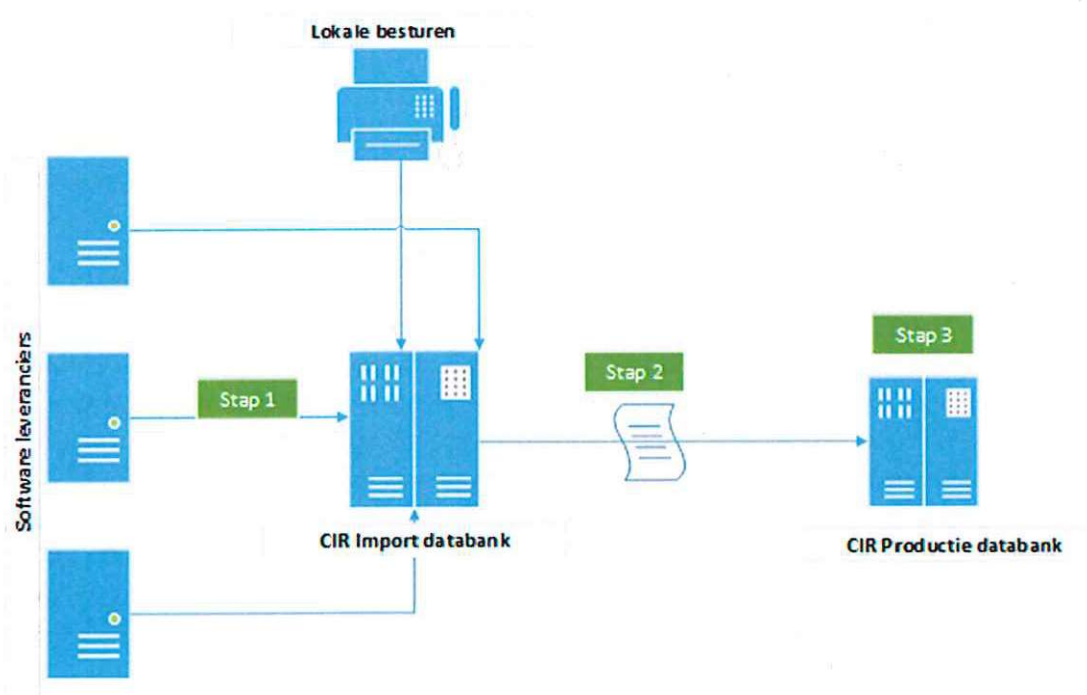 Lokale besturen
Software leveranciers
Stap 1
Stap 2
Stap 3
CIR Import databank
CIR Productie databank